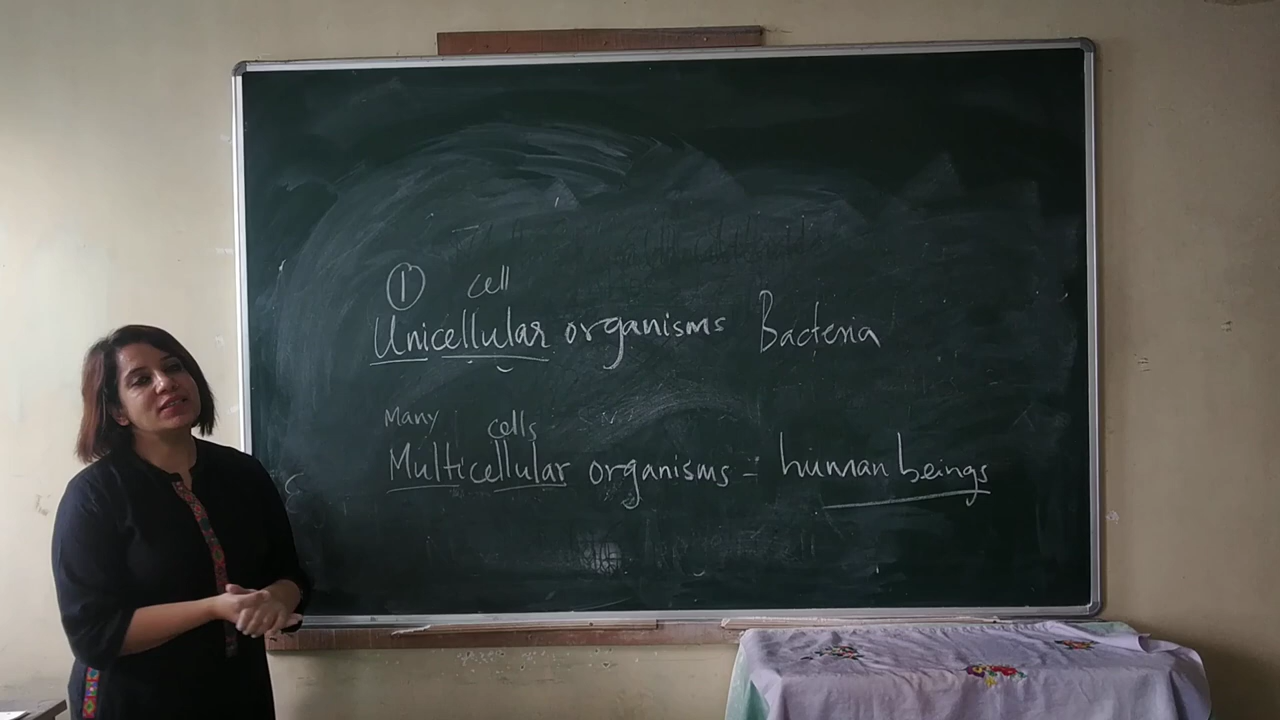 ① cell
Unicellular organisms Bacteria
Many cells
Multicellular organisms - human beings